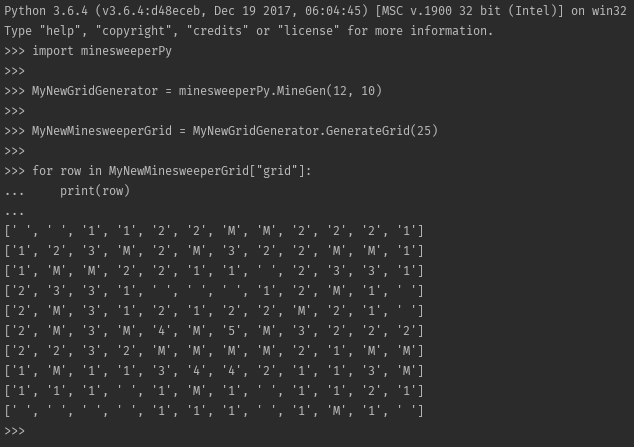 Python 3.6.4 (v3.6.4:d48eceb, Dec 19 2017, 06:04:45) [MSC v.1900 32 bit (Intel)] on win32
Type "help", "copyright", "credits" or "license" for more information.
>>> import minesweeperPy
>>>
>>> MyNewGridGenerator = minesweeperPy.MineGen(12, 10)
>>>
>>> MyNewMinesweeperGrid = MyNewGridGenerator.GenerateGrid(25)
>>>
>>> for row in MyNewMinesweeperGrid["grid"]:
...     print(row)
...
[' ', ' ', '1', '1', '2', '2', 'M', 'M', '2', '2', '2', '1']
['1', '2', '3', 'M', '2', 'M', '3', '2', '2', 'M', 'M', '1']
['1', 'M', 'M', '2', '2', '1', '1', ' ', '2', '3', '3', '1']
['2', '3', '3', '1', ' ', ' ', ' ', '1', '2', 'M', '1', ' ']
['2', 'M', '3', '1', '2', '1', '2', '2', 'M', '2', '1', ' ']
['2', 'M', '3', 'M', '4', 'M', '5', 'M', '3', '2', '2', '2']
['2', '2', '3', '2', 'M', 'M', 'M', 'M', '2', '1', 'M', 'M']
['1', 'M', '1', '1', '3', '4', '4', '2', '1', '1', '3', 'M']
['1', '1', '1', ' ', '1', 'M', '1', ' ', '1', '1', '2', '1']
[' ', ' ', ' ', ' ', '1', '1', '1', ' ', '1', 'M', '1', ' ']
>>>